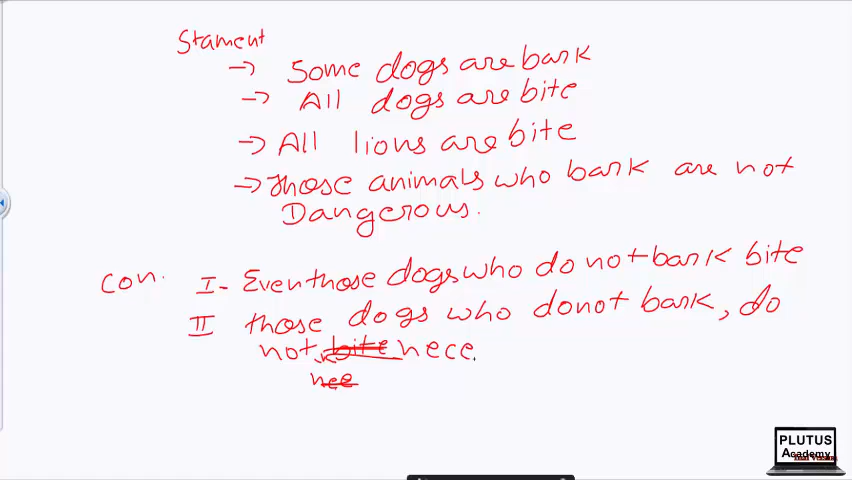 Stament
→ Some dogs are bark
→ All dogs are bite
→ All lions are bite
→ those animals who bark are not
Dangerous.
con. I - Even those dogs who do not bark bite
II those dogs who donot bark, do
not bite nece.
nee
PLUTUS
Academy